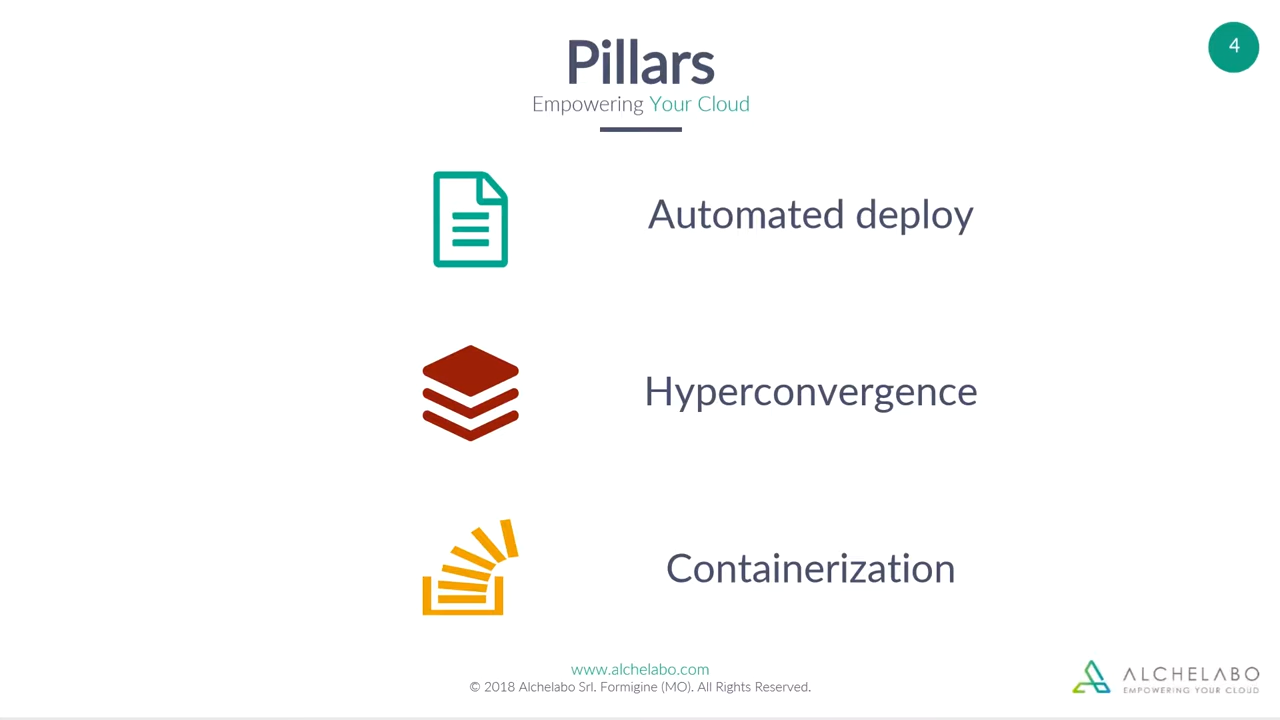 Pillars
4
Empowering Your Cloud
Automated deploy
Hyperconvergence
Containerization
www.alchelabo.com
© 2018 Alchelabo Srl. Formigine (MO). All Rights Reserved.
ALCHELABO
EMPOWERING YOUR CLOUD